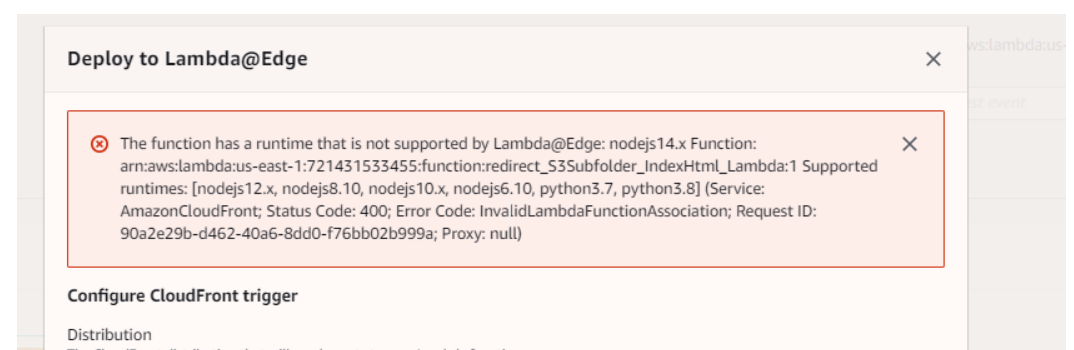 Deploy to Lambda@Edge
ws:lambda:us-
est event
The function has a runtime that is not supported by Lambda@Edge: nodejs14.x Function:
arn:aws:lambda:us-east-1:721431533455:function:redirect_S3Subfolder_IndexHtml_Lambda:1 Supported
runtimes: [nodejs12.x, nodejs8.10, nodejs10.x, nodejs6.10, python3.7, python3.8] (Service:
AmazonCloudFront; Status Code: 400; Error Code: InvalidLambdaFunctionAssociation; Request ID:
90a2e29b-d462-40a6-8dd0-f76bb02b999a; Proxy: null)
Configure CloudFront trigger
Distribution